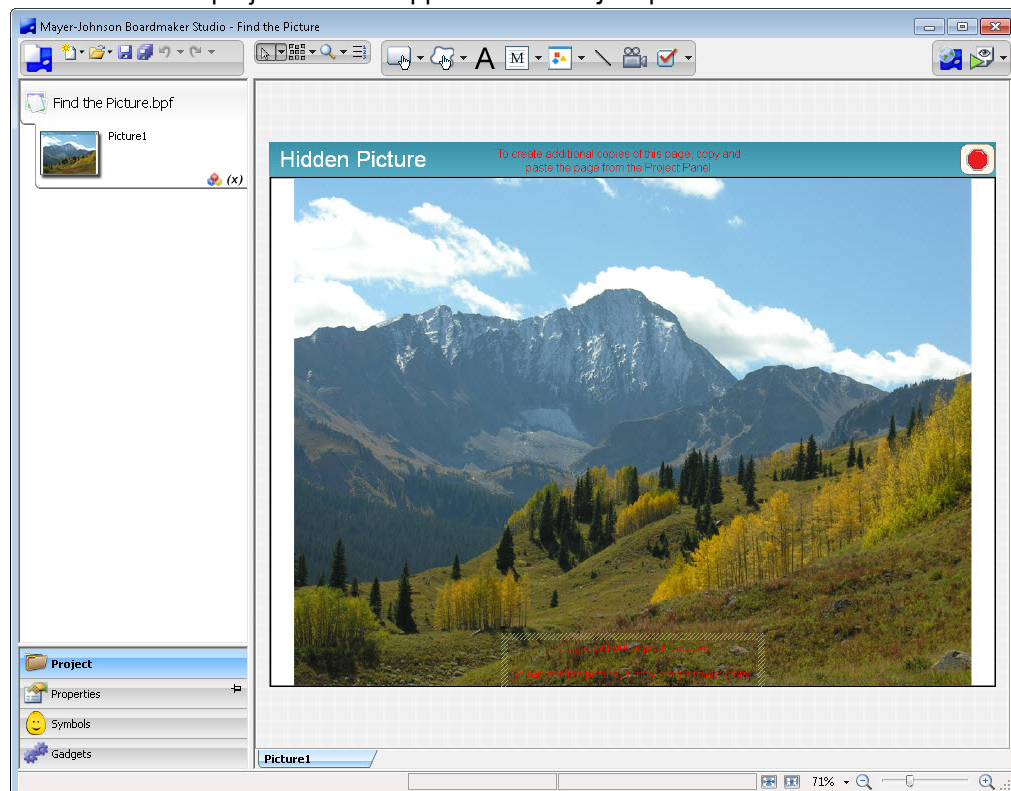 Mayer-Johnson Boardmaker Studio - Find the Picture
A
M
Find the Picture.bpf
Picture1
(x)
Hidden Picture
To create additional copies of this page, copy and
paste the page from the Project Panel
Project
Properties
Symbols
Gadgets
Picture1
71%